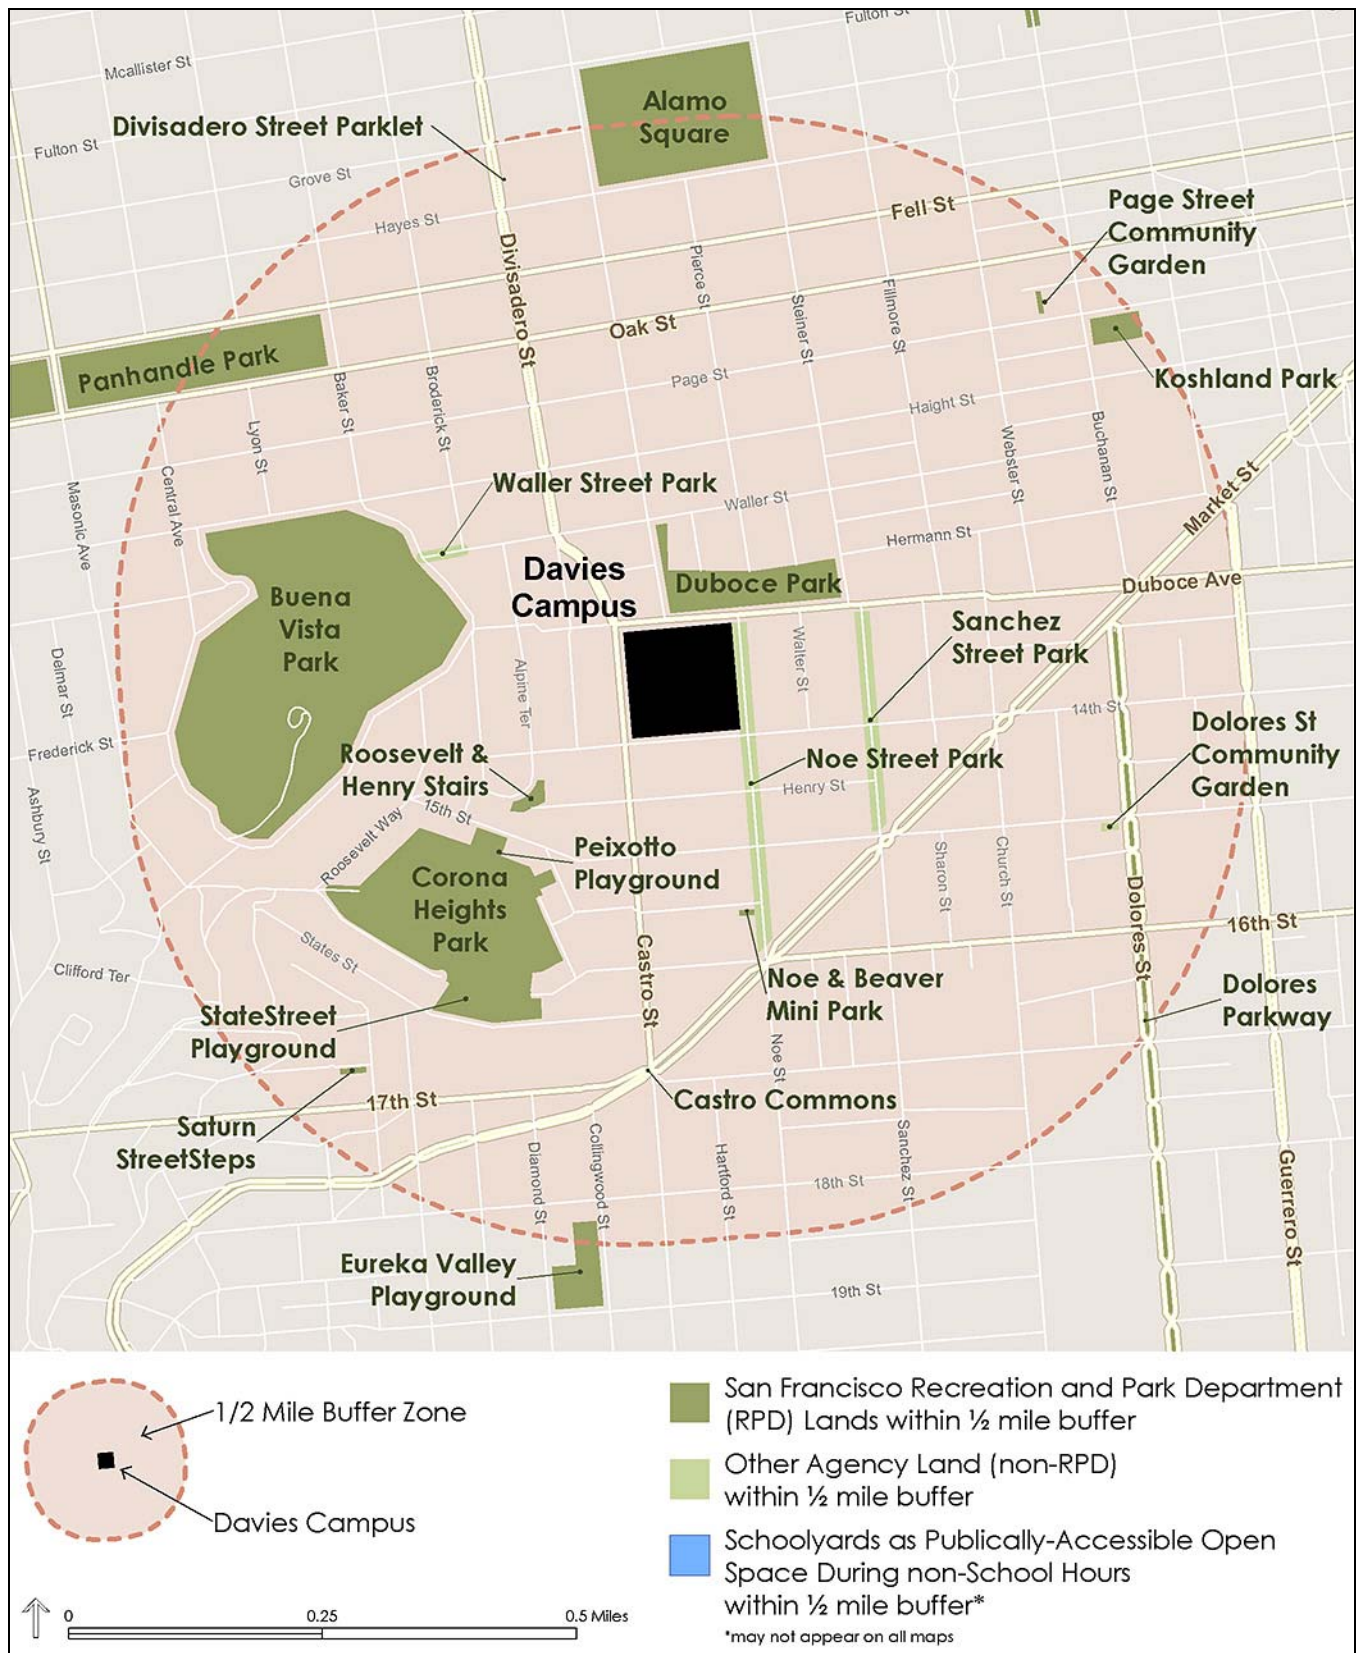 Fulton St
Mcallister St
Alamo
Square
Divisadero Street Parklet
Fulton St
Grove St
Hayes St
Fell St
Page Street
Community
Garden
Divisadero St
Pierce St
Steiner St
Fillmore St
Oak St
Panhandle Park
Koshland Park
Page St
Baker St
Broderick St
Haight St
Lyon St
Webster St
Buchanan St
Masonic Ave
Central Ave
Waller Street Park
Waller St
Market St
Hermann St
Davies
Campus
Duboce Park
Duboce Ave
Buena
Vista
Park
Sanchez
Street Park
Delmar St
Alpine Ter
Walter St
14th St
Dolores St
Community
Garden
Frederick St
Roosevelt &
Henry Stairs
Noe Street Park
Henry St
Ashbury St
Roosevelt Way
15th St
Peixotto
Playground
Corona
Heights
Park
Sharon St
Church St
Dolores St
16th St
States St
Castro St
Clifford Ter
Noe & Beaver
Mini Park
Dolores
Parkway
StateStreet
Playground
Noe St
17th St
Castro Commons
Saturn
StreetSteps
Diamond St
Collingwood St
Hartford St
Sanchez St
18th St
Guerrero St
Eureka Valley
Playground
19th St
1/2 Mile Buffer Zone
Davies Campus
0 0.25 0.5 Miles
San Francisco Recreation and Park Department
(RPD) Lands within ½ mile buffer
Other Agency Land (non-RPD)
within ½ mile buffer
Schoolyards as Publically-Accessible Open
Space During non-School Hours
within ½ mile buffer*
*may not appear on all maps